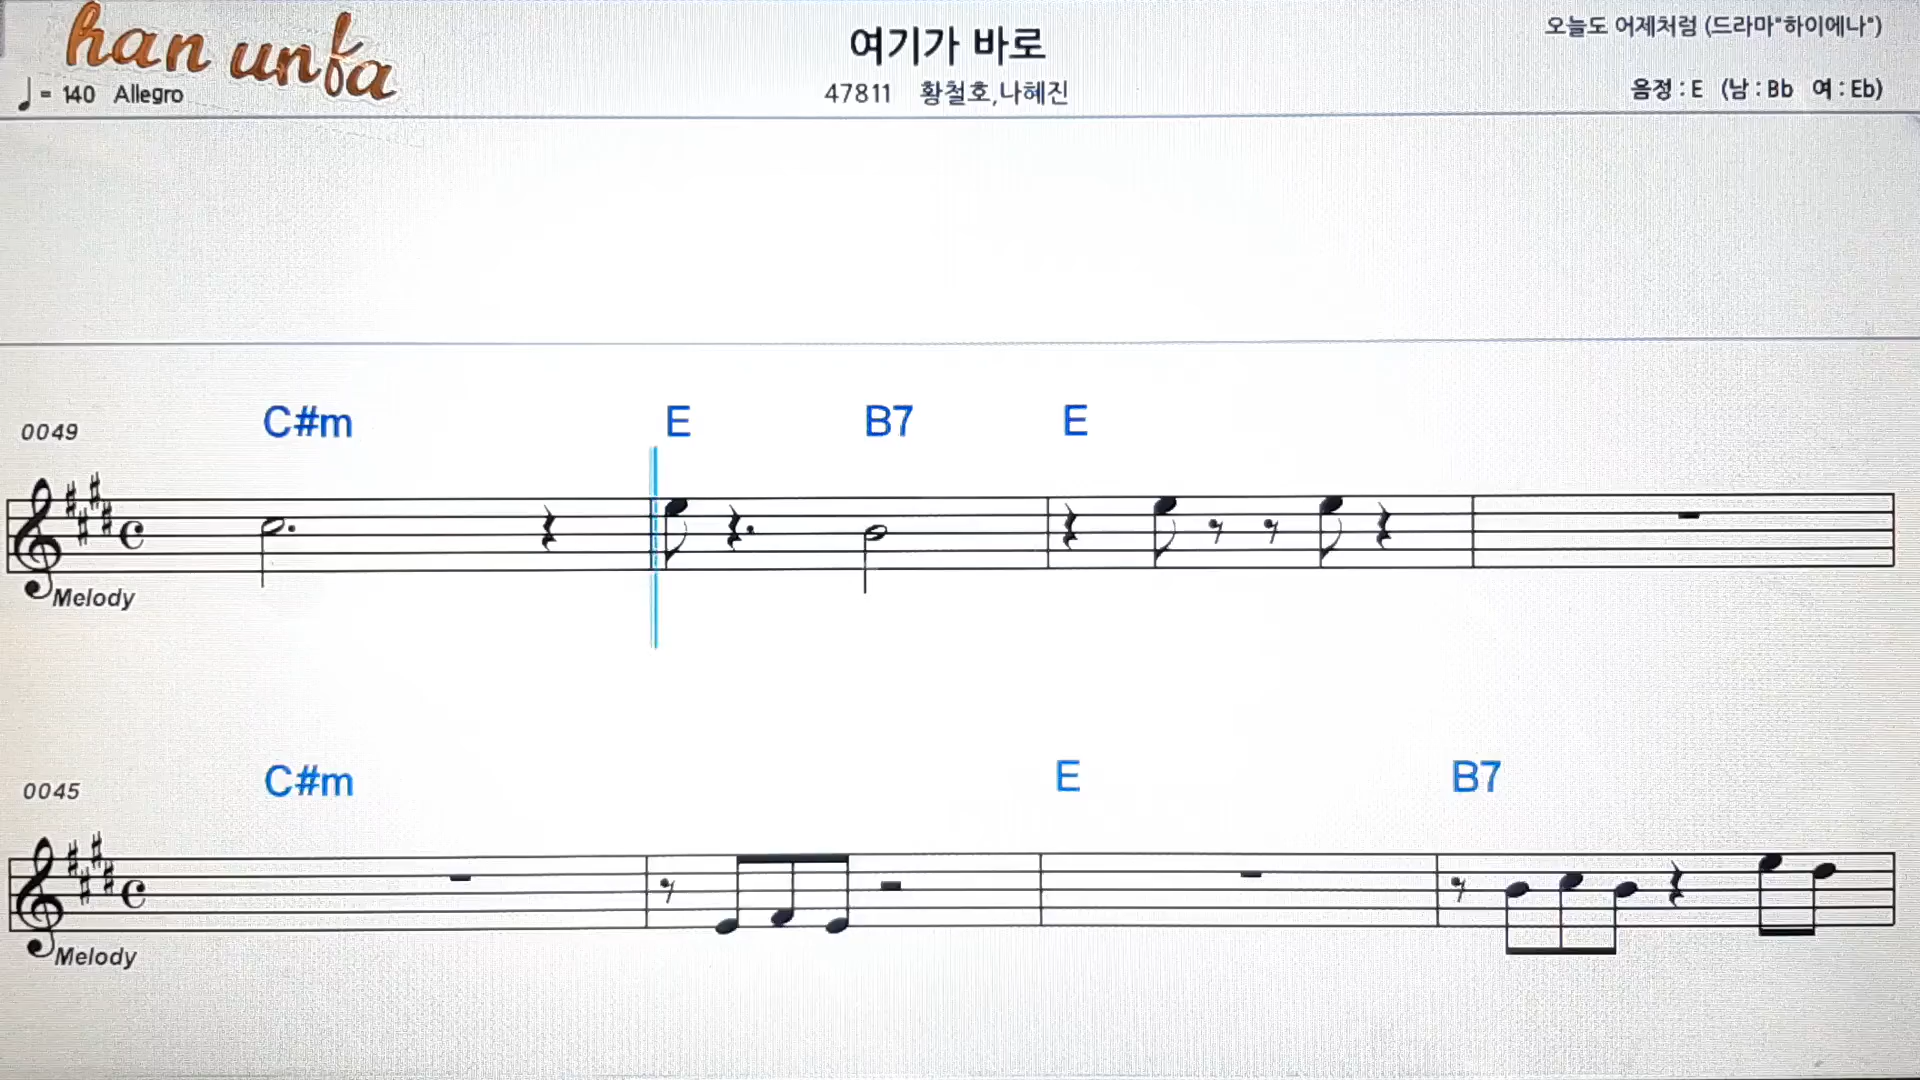 han unfa
여기가 바로
오늘도 어제처럼 (드라마"하이에나")
♩ = 140 Allegro
47811 황철호,나혜진
음정 : E (남 : Bb 여 : Eb)
0049 C#m E B7 E
Melody
0045 C#m E B7
Melody